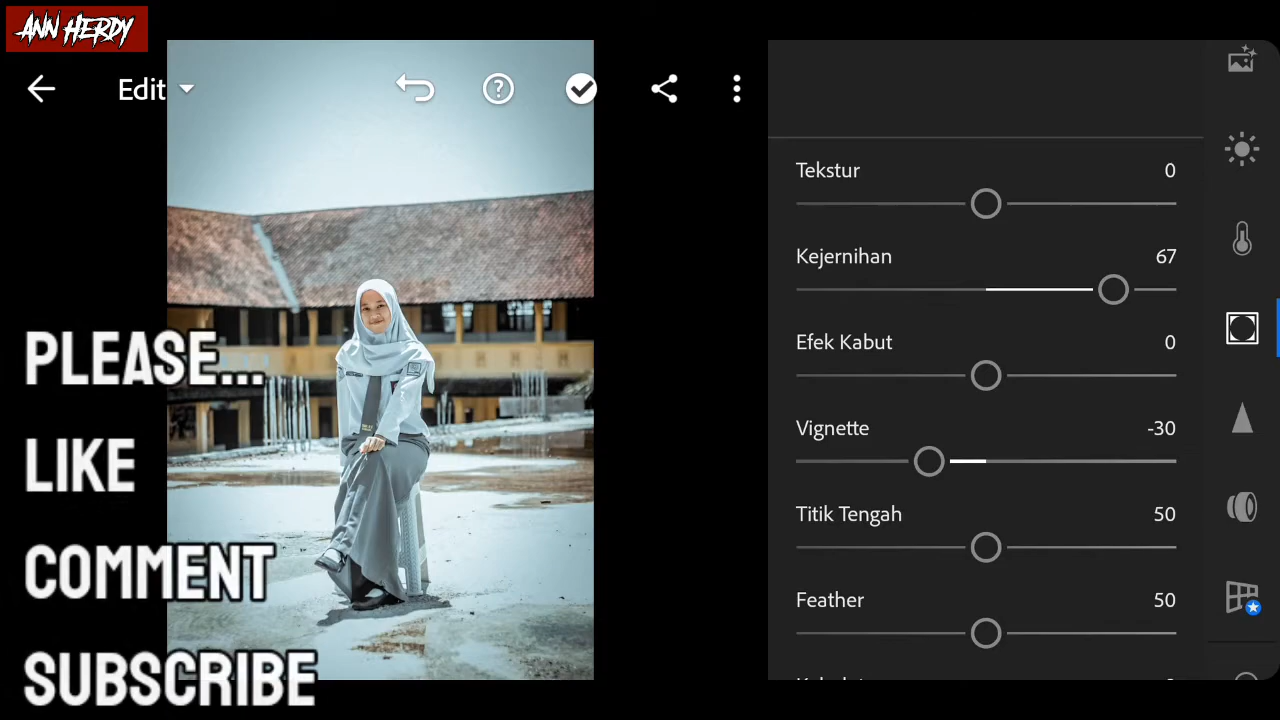 ANN HERDY
Edit
Tekstur 0
Kejernihan 67
Efek Kabut 0
Vignette -30
Titik Tengah 50
Feather 50
PLEASE...
LIKE
COMMENT
SUBSCRIBE